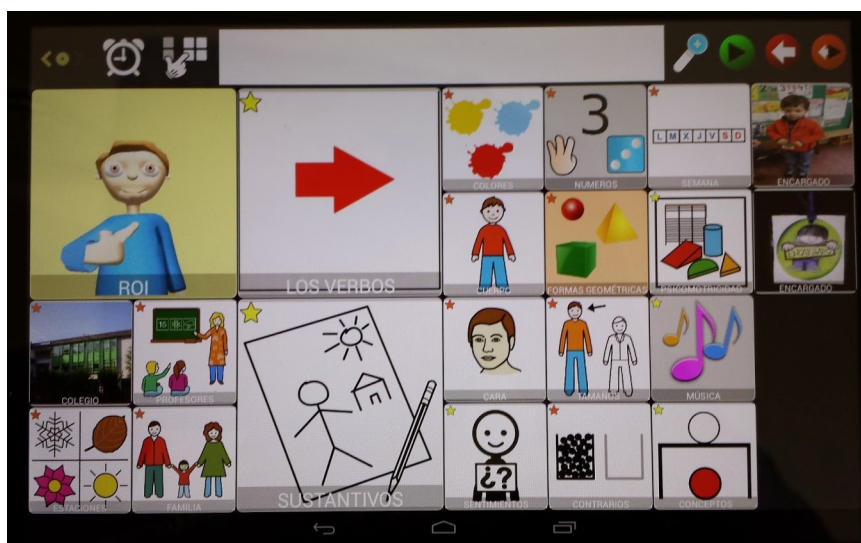 ROI
LOS VERBOS
COLORES
3
NUMEROS
L M X J V S D
SEMANA
ENCARGADO
CUERPO
FORMAS GEOMÉTRICAS
PSICOMOTRICIDAD
ENCARGADO
COLEGIO
PROFESORES
SUSTANTIVOS
CARA
TAMAÑOS
MÚSICA
ESTACIONES
FAMILIA
¿?
SENTIMIENTOS
CONTRARIOS
CONCEPTOS